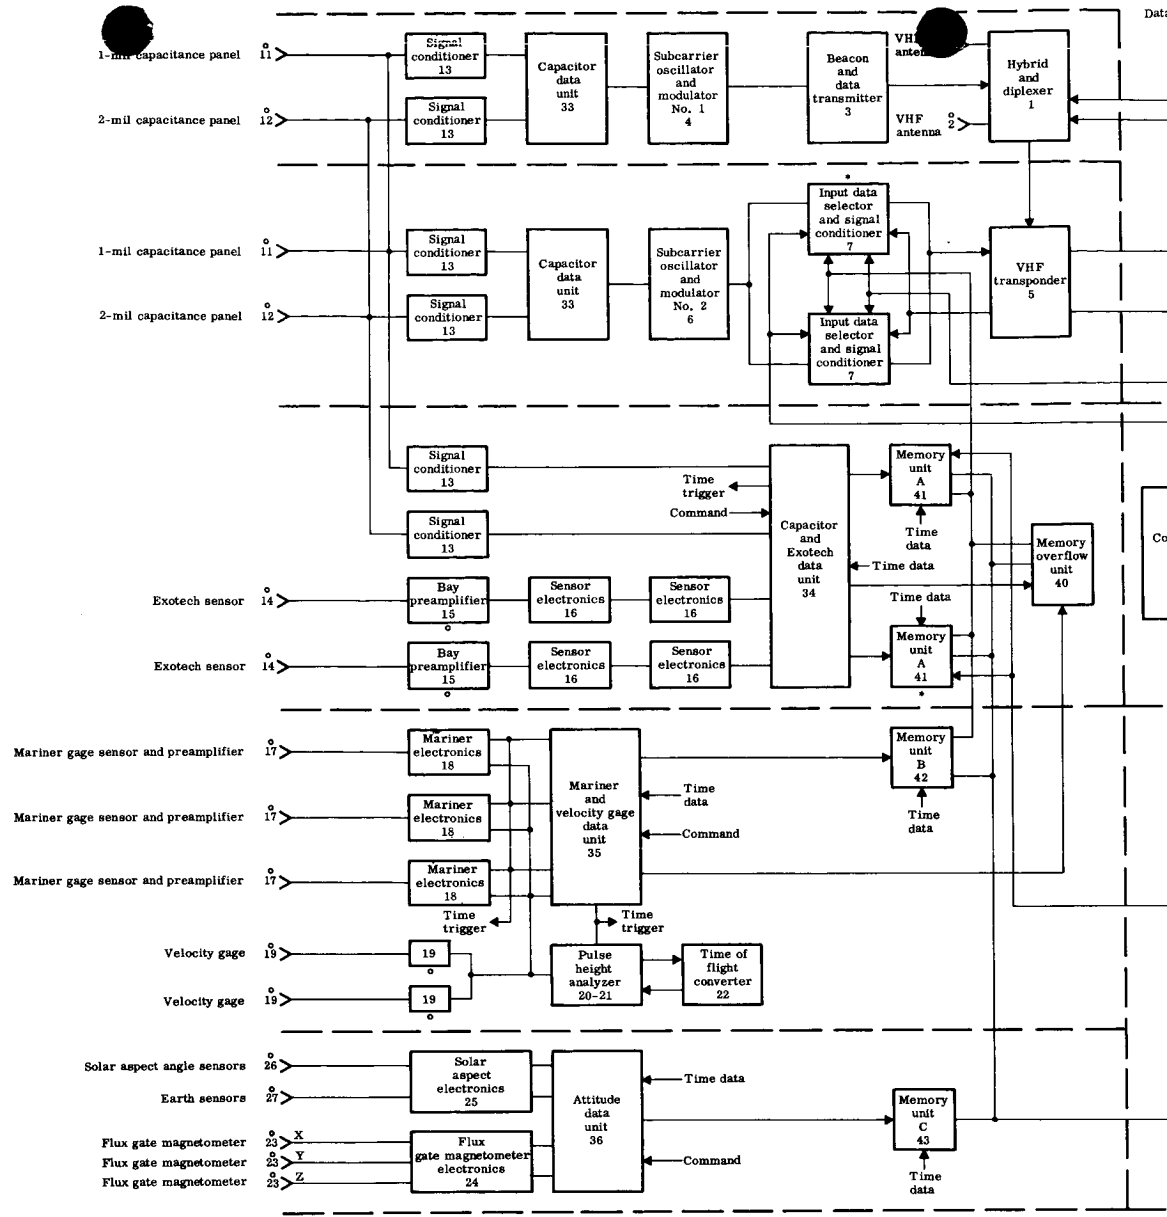 Data
1-mil capacitance panel
11
Signal
conditioner
13
2-mil capacitance panel
12
Signal
conditioner
13
Capacitor
data
unit
33
Subcarrier
oscillator
and
modulator
No. 1
4
Beacon
and
data
transmitter
3
VHF
antenna
VHF
antenna
2
Hybrid
and
diplexer
1
1-mil capacitance panel
11
Signal
conditioner
13
2-mil capacitance panel
12
Signal
conditioner
13
Capacitor
data
unit
33
Subcarrier
oscillator
and
modulator
No. 2
6
*
Input data
selector
and signal
conditioner
7
Input data
selector
and signal
conditioner
7
VHF
transponder
5
Signal
conditioner
13
Signal
conditioner
13
Time
trigger
Command
Capacitor
and
Exotech
data
unit
34
Time data
Memory
unit
A
41
Time
data
Memory
overflow
unit
40
Co
Exotech sensor
14
Bay
preamplifier
15
Sensor
electronics
16
Sensor
electronics
16
Exotech sensor
14
Bay
preamplifier
15
Sensor
electronics
16
Sensor
electronics
16
Time data
Memory
unit
A
41
*
Mariner gage sensor and preamplifier
17
Mariner
electronics
18
Mariner gage sensor and preamplifier
17
Mariner
electronics
18
Mariner gage sensor and preamplifier
17
Mariner
electronics
18
Time
trigger
Mariner
and
velocity gage
data
unit
35
Time
data
Command
Time
trigger
Memory
unit
B
42
Time
data
Velocity gage
19
19
Velocity gage
19
19
Pulse
height
analyzer
20-21
Time of
flight
converter
22
Solar aspect angle sensors
26
Earth sensors
27
Solar
aspect
electronics
25
Flux gate magnetometer
23
X
Flux gate magnetometer
23
Y
Flux gate magnetometer
23
Z
Flux
gate magnetometer
electronics
24
Attitude
data
unit
36
Time data
Command
Memory
unit
C
43
Time
data